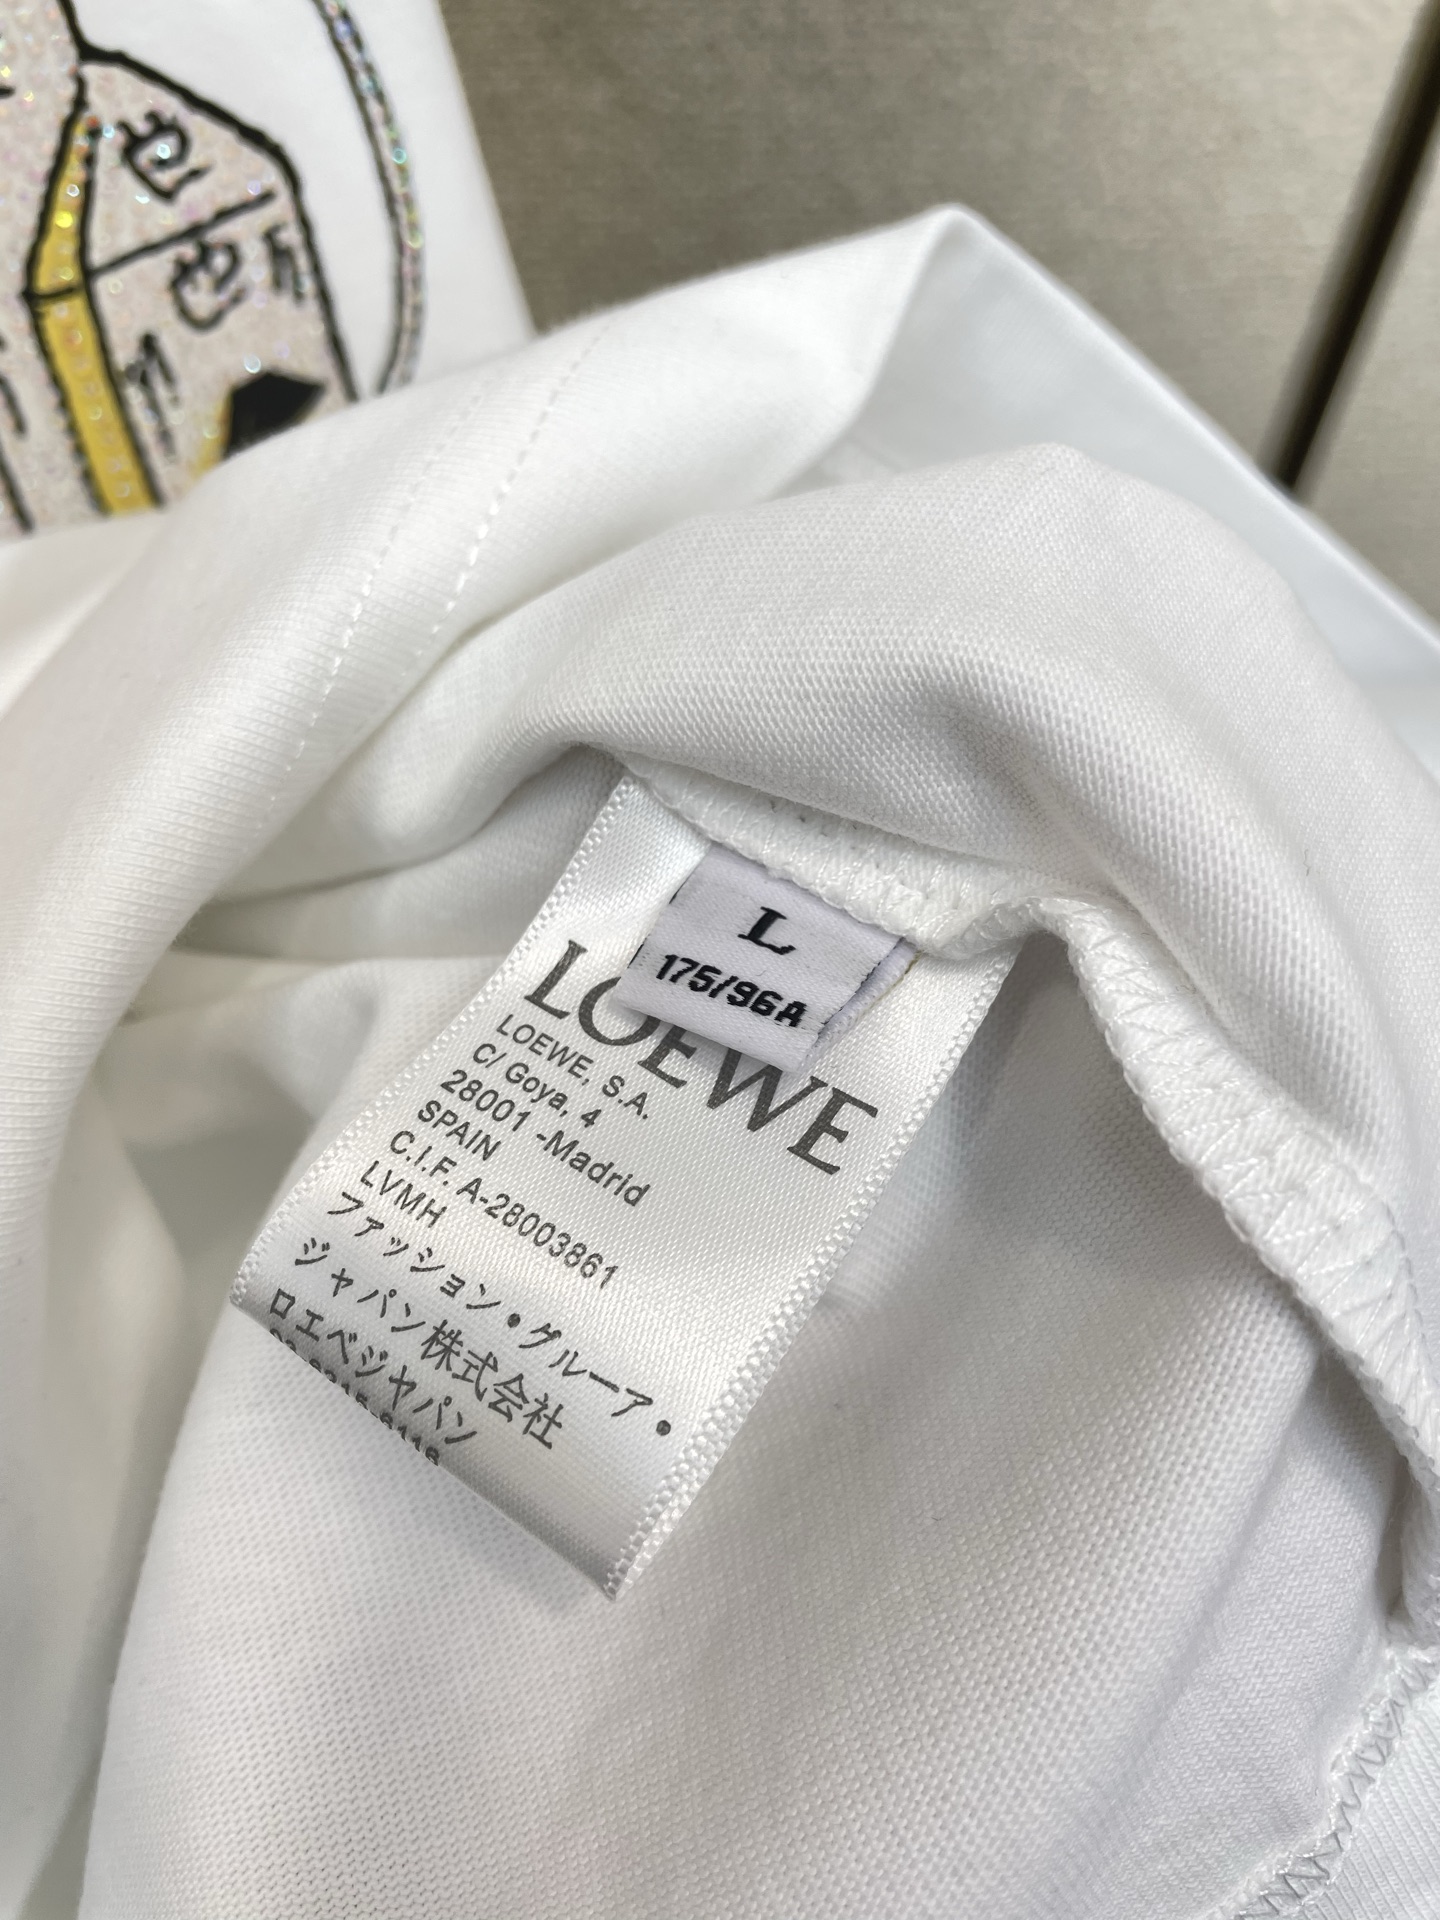 L
175/96A
LOEWE
LOEWE, S.A.
C/ Goya, 4
28001 -Madrid
SPAIN
C.I.F. A-28003861
LVMH
ファッション・グループ・
ジャパン株式会社
ロエベジャパン